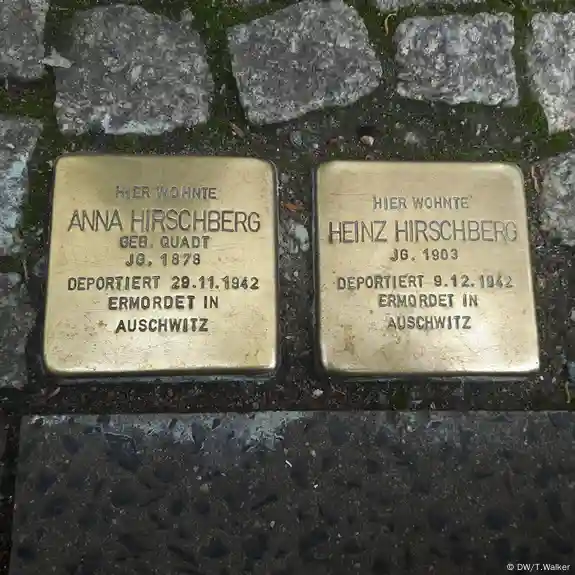 HIER WOHNTE
ANNA HIRSCHBERG
GEB. QUADT
JG. 1878
DEPORTIERT 29.11.1942
ERMORDET IN
AUSCHWITZ
HIER WOHNTE
HEINZ HIRSCHBERG
JG. 1903
DEPORTIERT 9.12.1942
ERMORDET IN
AUSCHWITZ
© DW/T.Walker